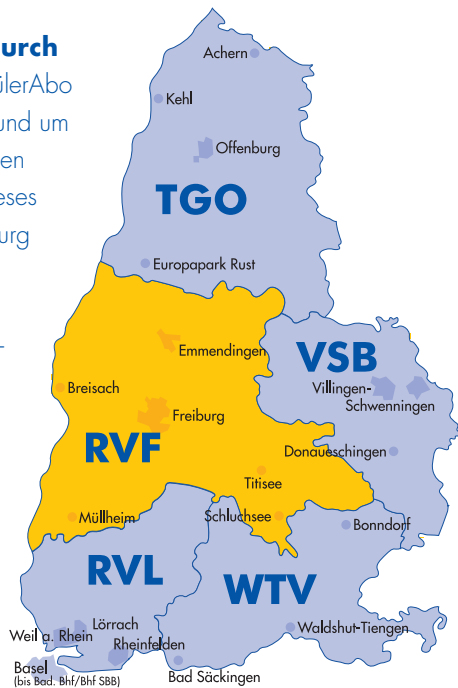 urch
ülerAbo
und um
en
eses
urg
Achern
Kehl
Offenburg
TGO
Europapark Rust
Emmendingen
VSB
Villingen-
Schwenningen
Breisach
Freiburg
RVF
Donaueschingen
Titisee
Müllheim
Schluchsee
Bonndorf
RVL
WTV
Lörrach
Weil a. Rhein
Rheinfelden
Waldshut-Tiengen
Basel
(bis Bad. Bhf/Bhf SBB)
Bad Säckingen